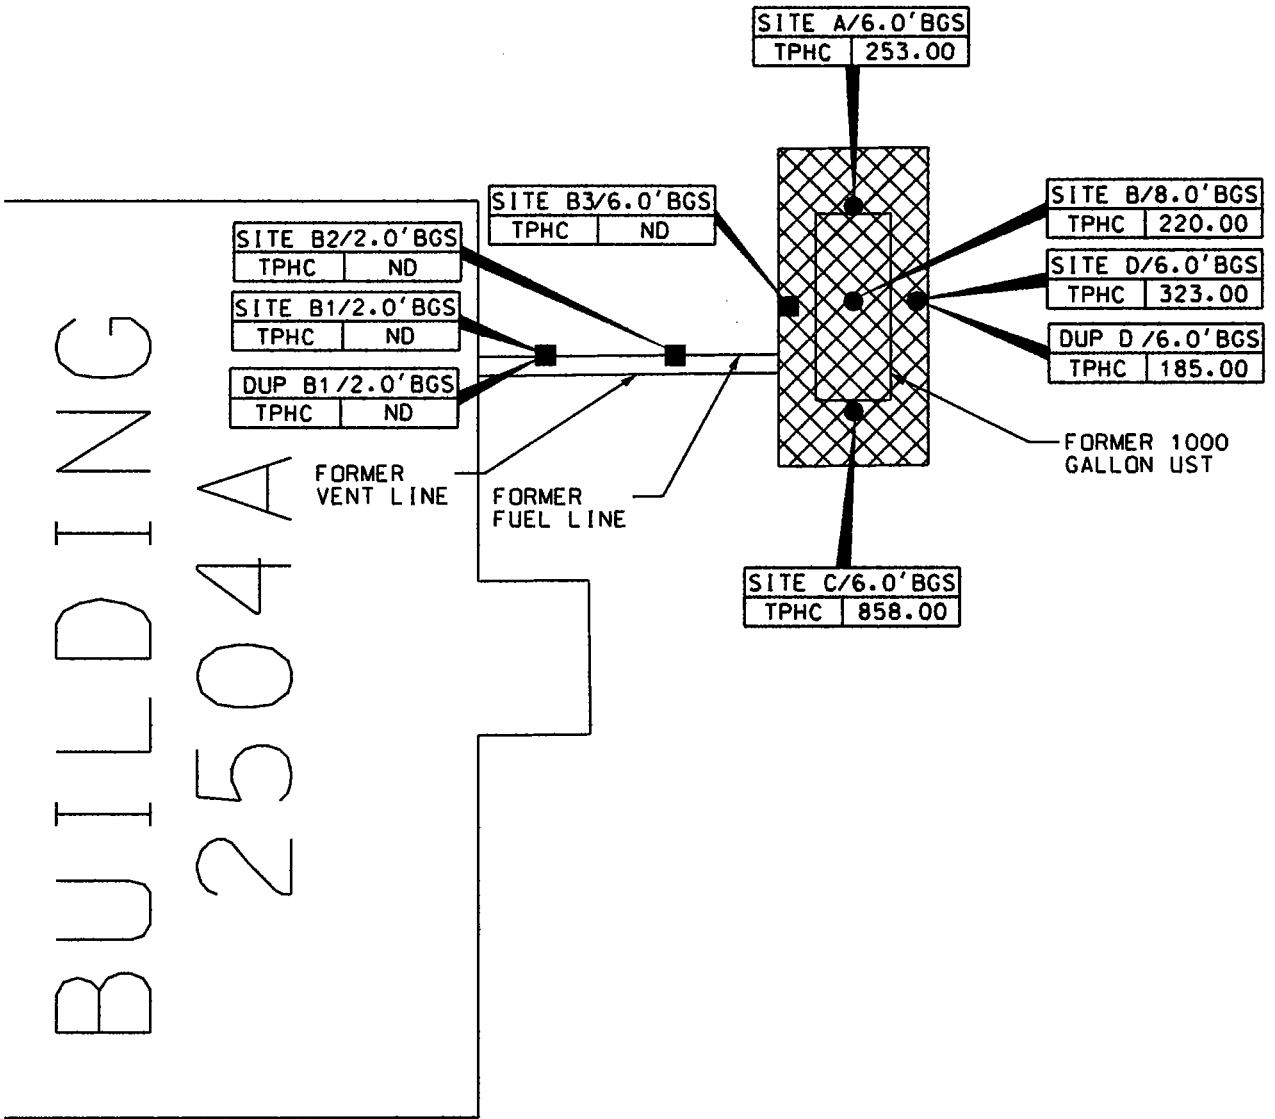 SITE A/6.0'BGS
TPHC 253.00
SITE B3/6.0'BGS
TPHC ND
SITE B/8.0'BGS
TPHC 220.00
SITE B2/2.0'BGS
TPHC ND
SITE D/6.0'BGS
TPHC 323.00
SITE B1/2.0'BGS
TPHC ND
DUP D /6.0'BGS
TPHC 185.00
DUP B1/2.0'BGS
TPHC ND
FORMER 1000
GALLON UST
FORMER
VENT LINE
FORMER
FUEL LINE
SITE C/6.0'BGS
TPHC 858.00
BUILDING
2504A